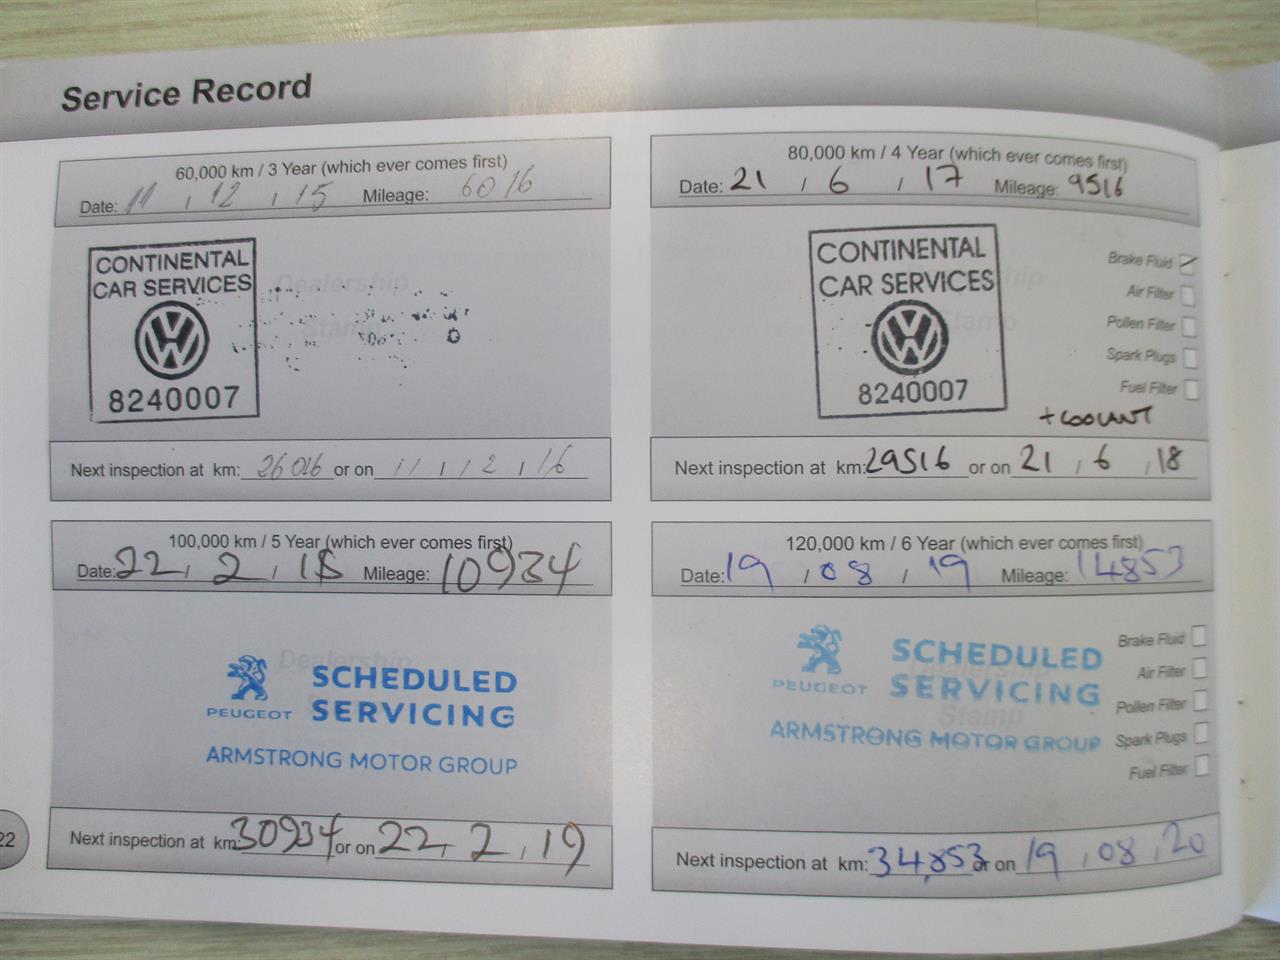 Service Record
60,000 km / 3 Year (which ever comes first)
Date: 11 , 12 , 15 Mileage: 6016
CONTINENTAL
CAR SERVICES
Dealership
Stamp
8240007
Next inspection at km: 26016 or on 11 , 12 , 16
80,000 km / 4 Year (which ever comes first)
Date: 21 , 6 , 17 Mileage: 9516
CONTINENTAL
CAR SERVICES
Stamp
8240007
Brake Fluid
Air Filter
Pollen Filter
Spark Plugs
Fuel Filter
+ COOLANT
Next inspection at km: 29516 or on 21 , 6 , 18
100,000 km / 5 Year (which ever comes first)
Date: 22 , 2 , 18 Mileage: 10934
Dealership
PEUGEOT
SCHEDULED
SERVICING
ARMSTRONG MOTOR GROUP
Next inspection at km: 30934 or on 22 , 2 , 19
120,000 km / 6 Year (which ever comes first)
Date: 19 , 08 , 19 Mileage: 14853
PEUGEOT
SCHEDULED
SERVICING
Dealership
Stamp
ARMSTRONG MOTOR GROUP
Brake Fluid
Air Filter
Pollen Filter
Spark Plugs
Fuel Filter
Next inspection at km: 34,853 or on 19 , 08 , 20
22